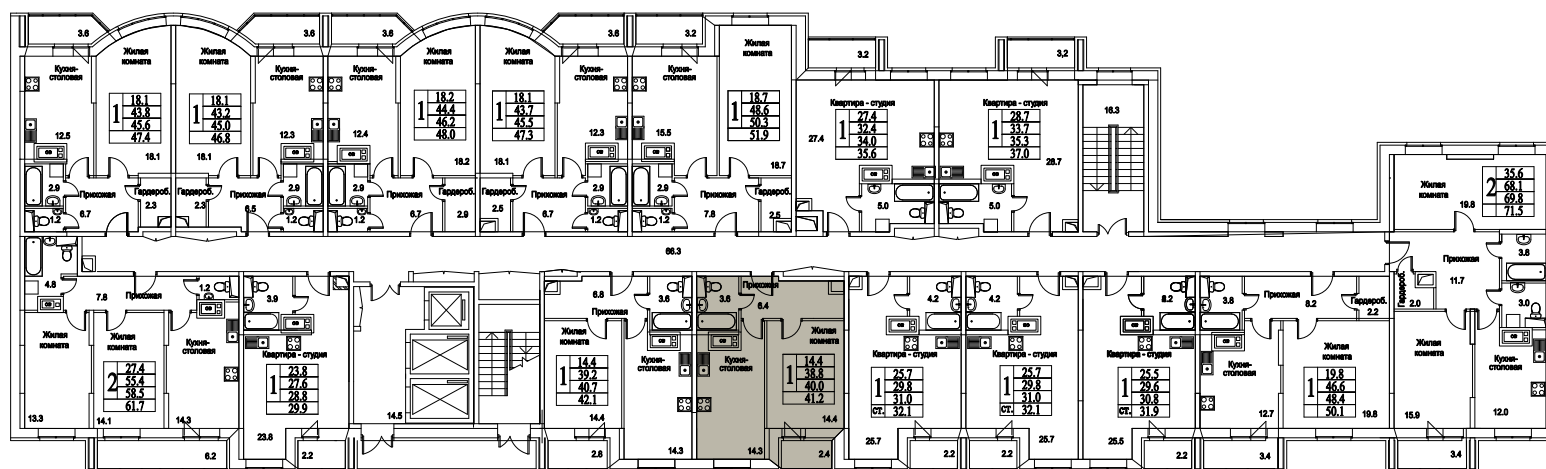 3.6
3.6
3.6
3.6
3.2
3.2
3,2
Жилая
комната
Жилая
комната
Жилая
комната
Жилая
комната
Жилая
комната
Кухня-
столовая
Кухня-
столовая
Кухня-
столовая
Кухня-
столовая
Кухня-
столовая
1
18.1
43.8
45.6
47.4
1
18.1
43.2
45.0
46.8
1
18.2
44.4
46.2
48.0
1
18.1
43.7
45.5
47.3
1
18.7
48.6
50.3
51.9
Квартира - студия
1
27.4
32.4
34.0
35.6
Квартира - студия
1
28.7
33.7
35.3
37.0
16.3
12.5
18.1
18.1
12.3
12.4
18.2
18.1
12.3
15.5
18.7
27.4
28.7
2.9
Прихожая
Гардероб.
1.2
6.7
2.3
Гардероб.
Прихожая
2.9
2.3
6.5
1.2
2.9
Прихожая
Гардероб.
1.2
6.7
2.9
Гардероб.
Прихожая
2.9
2.5
6.7
1.2
2.9
Прихожая
Гардероб.
1.2
7.8
2.5
5.0
5.0
Жилая
комната
19.8
2
35.6
68.1
69.8
71.5
66.3
4.8
7.8
Прихожая
1.2
3.9
6.8
Прихожая
3.6
3.6
Прихожая
6.4
4.2
4.2
8.2
3.8
Прихожая
8.2
Гардероб.
2.2
Гардероб.
2.0
Прихожая
11.7
3.8
3.0
Жилая
комната
Жилая
комната
Кухня-
столовая
2
27.4
55.4
58.5
61.7
13.3
14.1
14.3
6.2
Квартира - студия
1
23.8
27.6
28.8
29.9
23.8
2.2
14.5
Жилая
комната
1
14.4
39.2
40.7
42.1
14.4
Кухня-
столовая
14.3
2.6
Кухня-
столовая
14.3
Жилая
комната
1
14.4
38.8
40.0
41.2
14.4
2.4
Квартира - студия
1
ст.
25.7
29.8
31.0
32.1
25.7
2.2
Квартира - студия
1
ст.
25.7
29.8
31.0
32.1
25.7
2.2
Квартира - студия
1
ст.
25.5
29.6
30.8
31.9
25.5
2.2
Кухня-
столовая
12.7
Жилая
комната
1
19.8
46.6
48.4
50.1
19.8
3.4
Жилая
комната
15.9
Кухня-
столовая
12.0
3.4